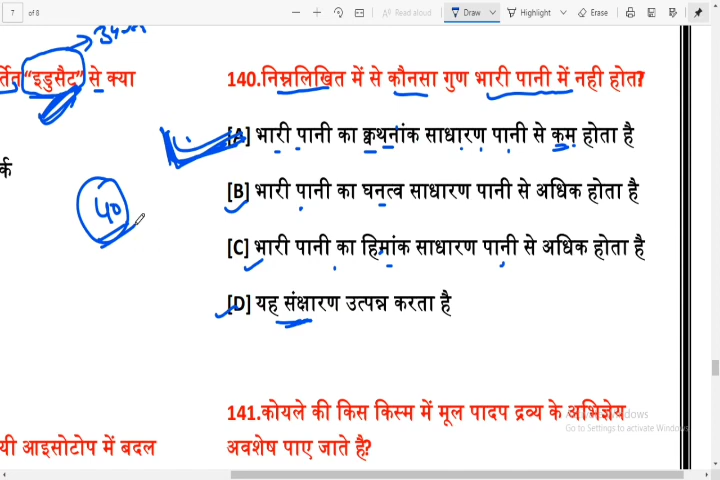 7 of 8 Read aloud Draw Highlight Erase
र्तित "इडुसैट" से क्या
र्क
40
यी आइसोटोप में बदल
140.निम्नलिखित में से कौनसा गुण भारी पानी में नही होत?
[A] भारी पानी का क्वथनांक साधारण पानी से कम होता है
[B] भारी पानी का घनत्व साधारण पानी से अधिक होता है
[C] भारी पानी का हिमांक साधारण पानी से अधिक होता है
[D] यह संक्षारण उत्पन्न करता है
141.कोयले की किस किस्म में मूल पादप द्रव्य के अभिज्ञेय
अवशेष पाए जाते है?
Activate Windows
Go to Settings to activate Windows.